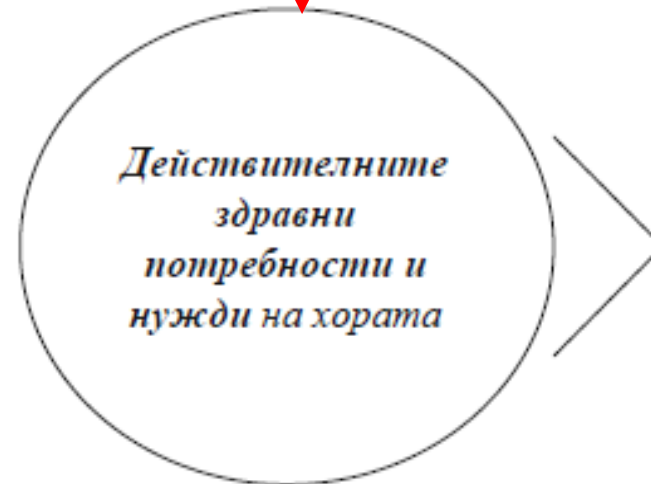 Действителните
здравни
потребности и
нужди на хората